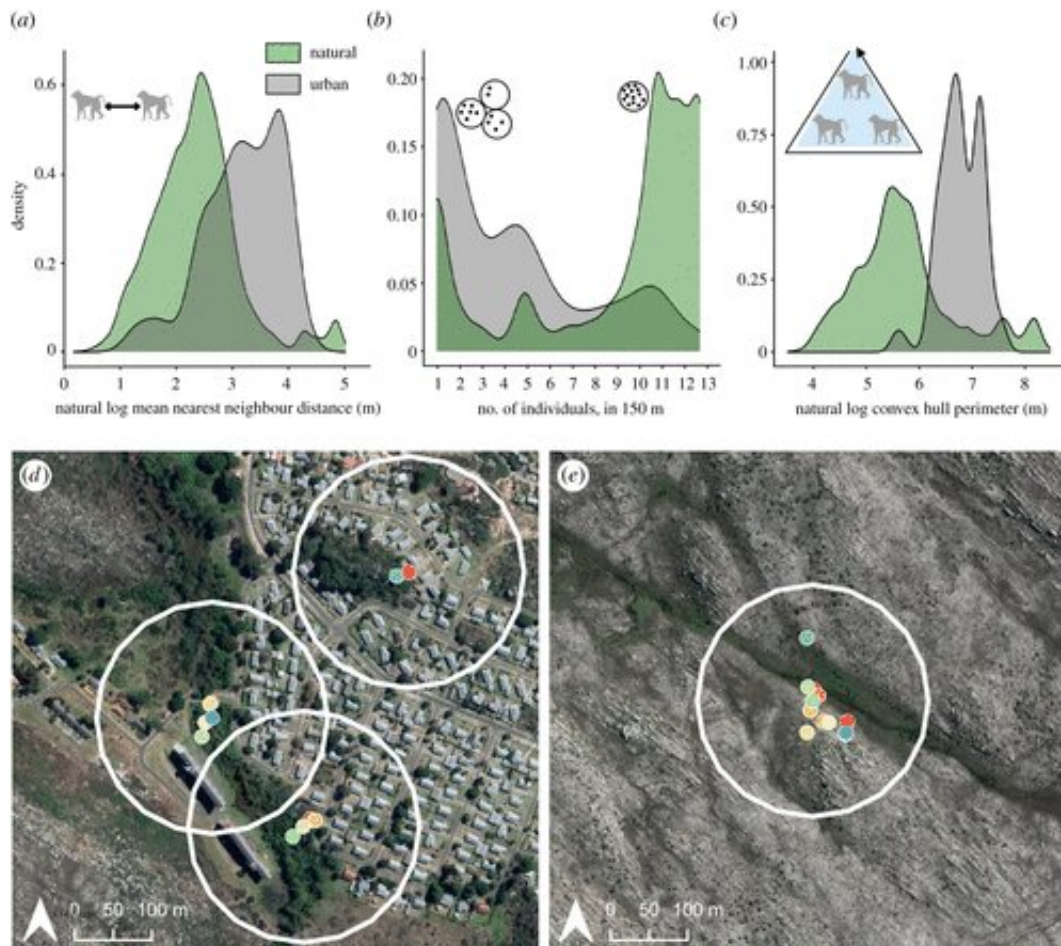 (a)
(b)
(c)
natural
urban
density
0.6
0.4
0.2
0
0 1 2 3 4 5
natural log mean nearest neighbour distance (m)
0.20
0.15
0.10
0.05
0
1 2 3 4 5 6 7 8 9 10 11 12 13
no. of individuals, in 150 m
1.00
0.75
0.50
0.25
0
4 5 6 7 8
natural log convex hull perimeter (m)
(d)
(e)
0 50 100 m
0 50 100 m